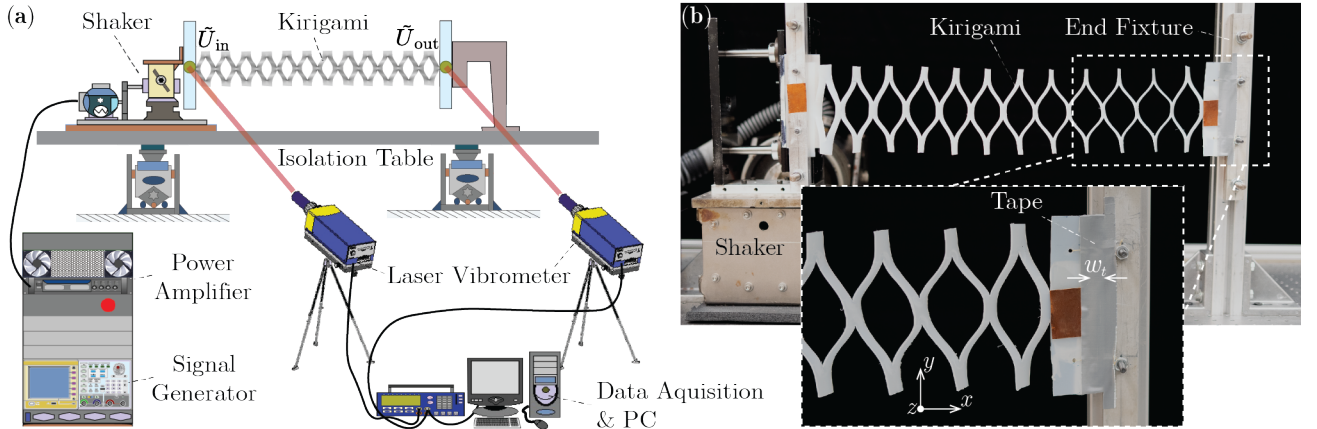 (a)
Shaker
Ũin
Kirigami
Ũout
Isolation Table
Power
Amplifier
Laser Vibrometer
Signal
Generator
Data Aquisition
& PC
(b)
Kirigami
End Fixture
Shaker
Tape
wt
y
z
x